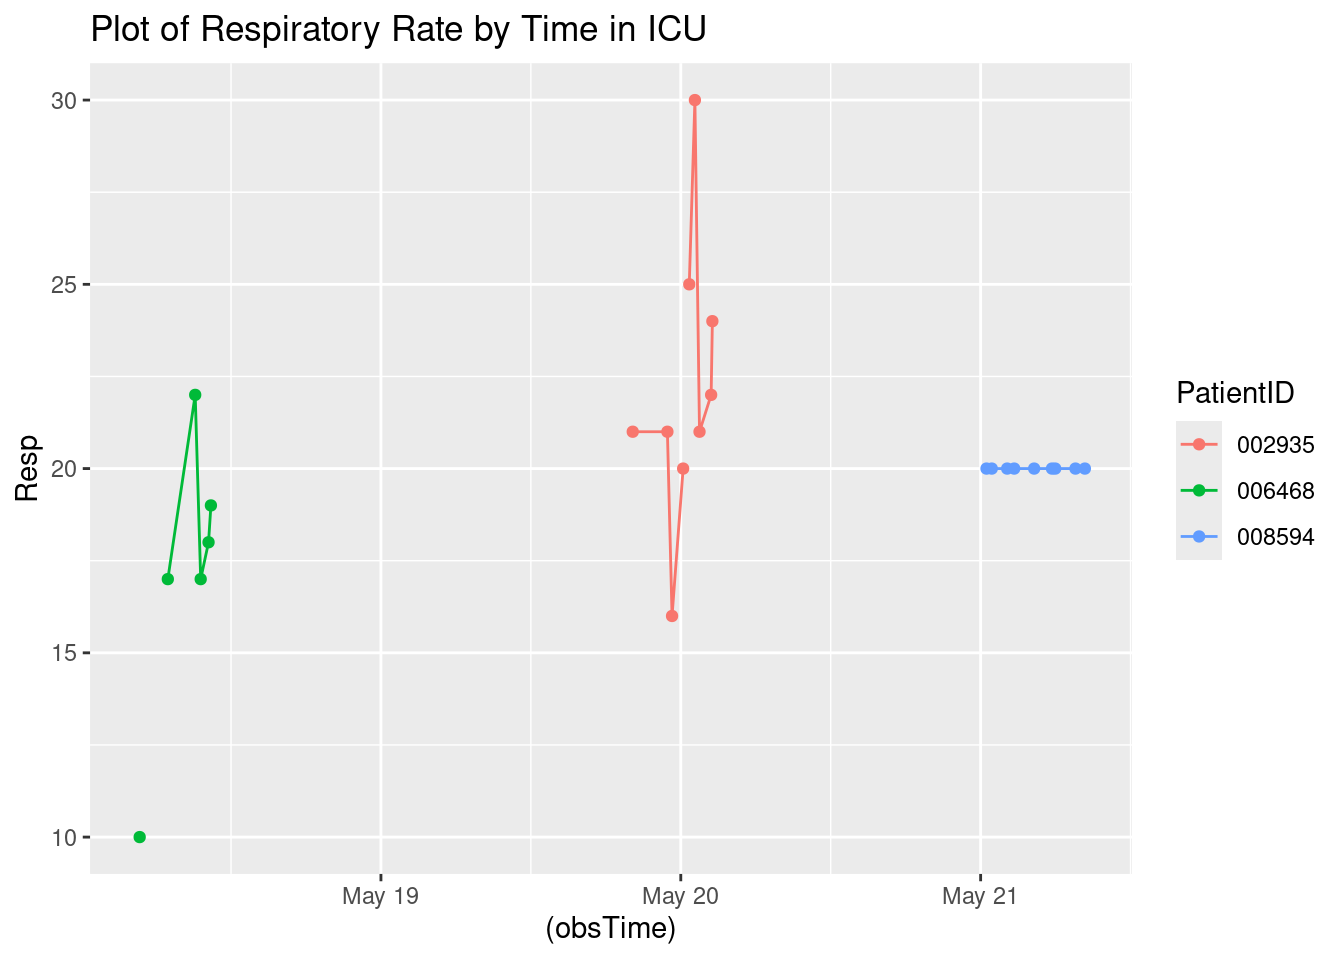 Plot of Respiratory Rate by Time in ICU
30
25
20
15
10
Resp
May 19
May 20
May 21
(obsTime)
PatientID
002935
006468
008594